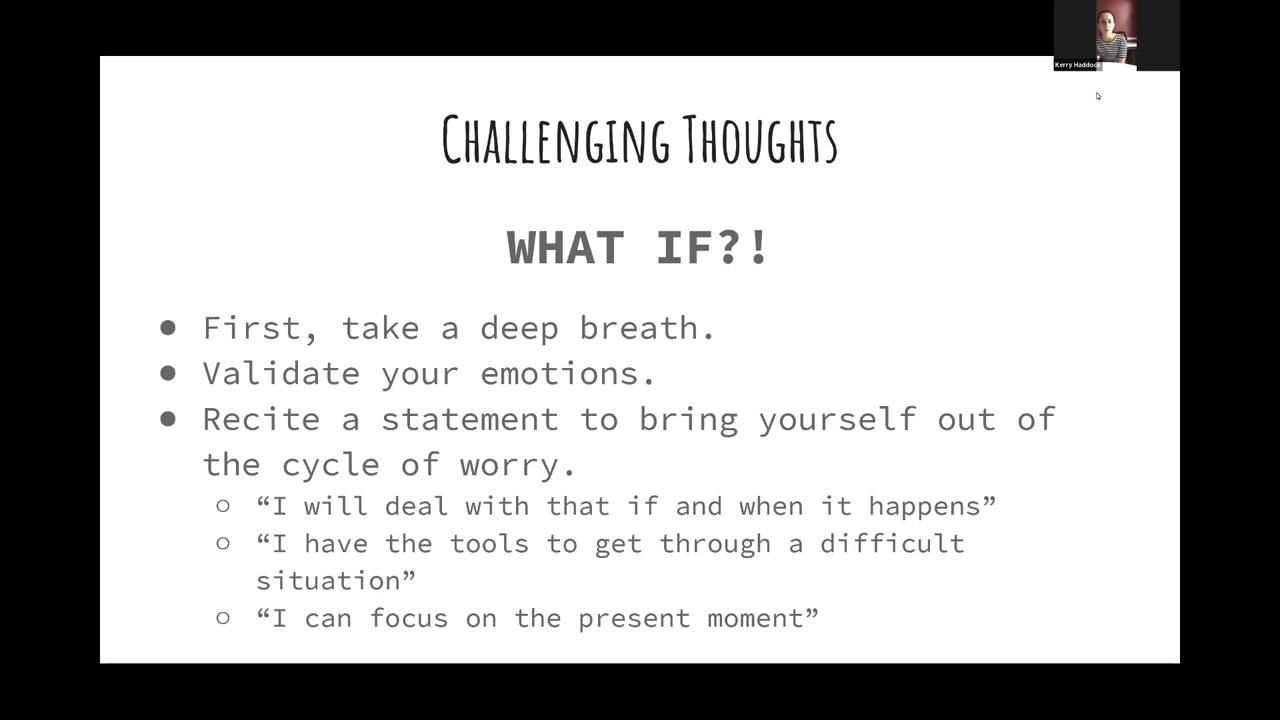 Kerry Haddock
Challenging Thoughts
WHAT IF?!
● First, take a deep breath.
● Validate your emotions.
● Recite a statement to bring yourself out of
the cycle of worry.
○ “I will deal with that if and when it happens”
○ “I have the tools to get through a difficult
situation”
○ “I can focus on the present moment”